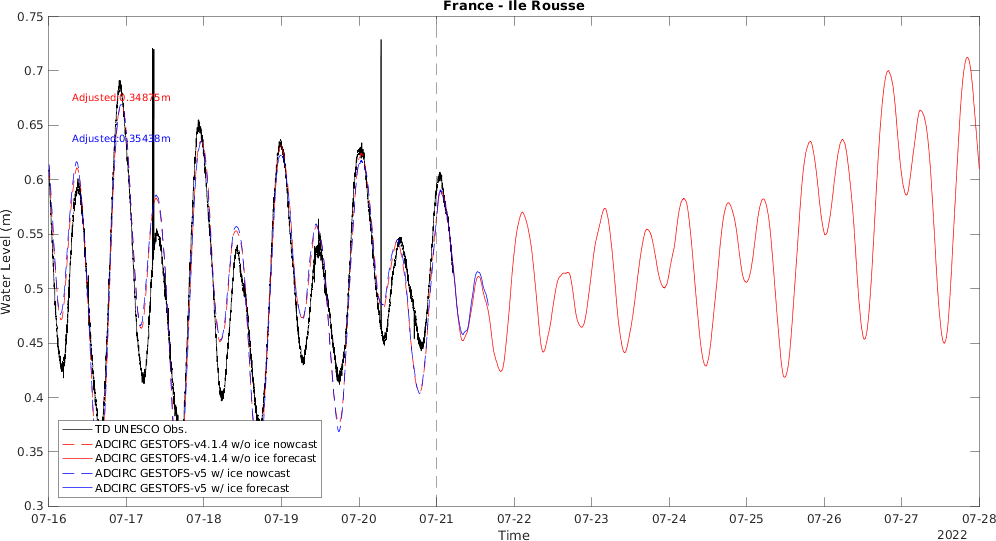 France - Ile Rousse
0.75
0.7
0.65
0.6
0.55
0.5
0.45
0.4
0.35
0.3
Water Level (m)
Adjusted:0.34875m
Adjusted:0.35438m
TD UNESCO Obs.
ADCIRC GESTOFS-v4.1.4 w/o ice nowcast
ADCIRC GESTOFS-v4.1.4 w/o ice forecast
ADCIRC GESTOFS-v5 w/ ice nowcast
ADCIRC GESTOFS-v5 w/ ice forecast
07-16 07-17 07-18 07-19 07-20 07-21 07-22 07-23 07-24 07-25 07-26 07-27 07-28
Time
2022